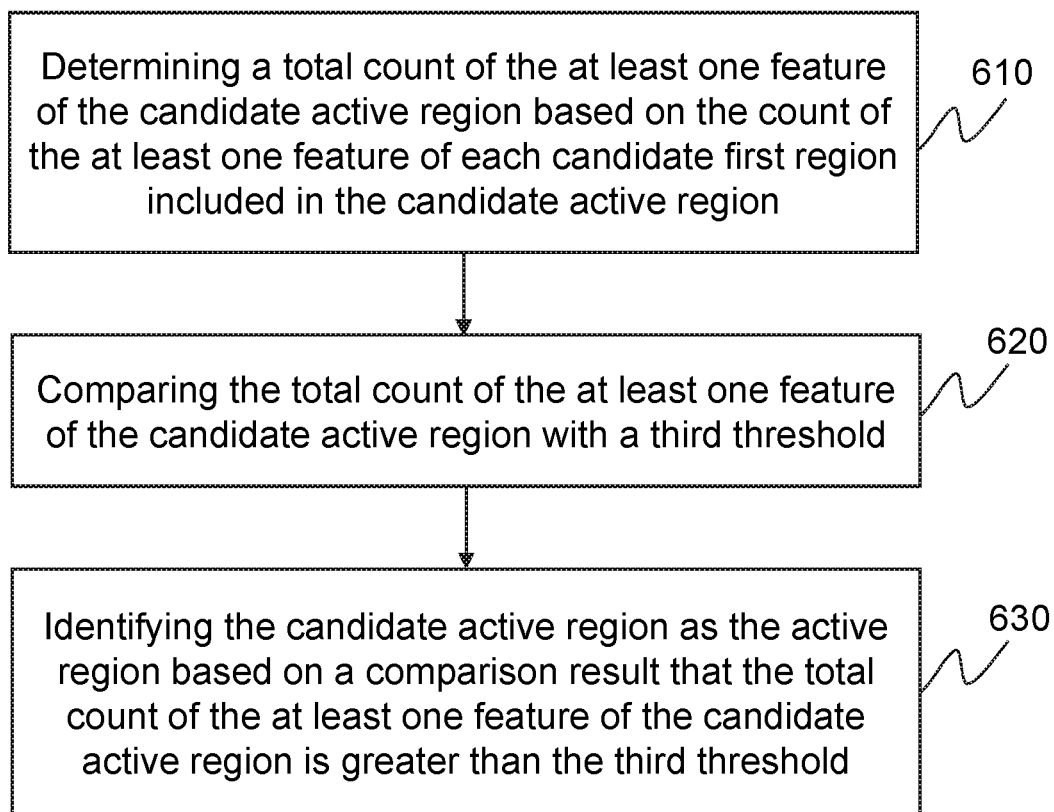 Determining a total count of the at least one feature
of the candidate active region based on the count of
the at least one feature of each candidate first region
included in the candidate active region
610
Comparing the total count of the at least one feature
of the candidate active region with a third threshold
620
Identifying the candidate active region as the active
region based on a comparison result that the total
count of the at least one feature of the candidate
active region is greater than the third threshold
630